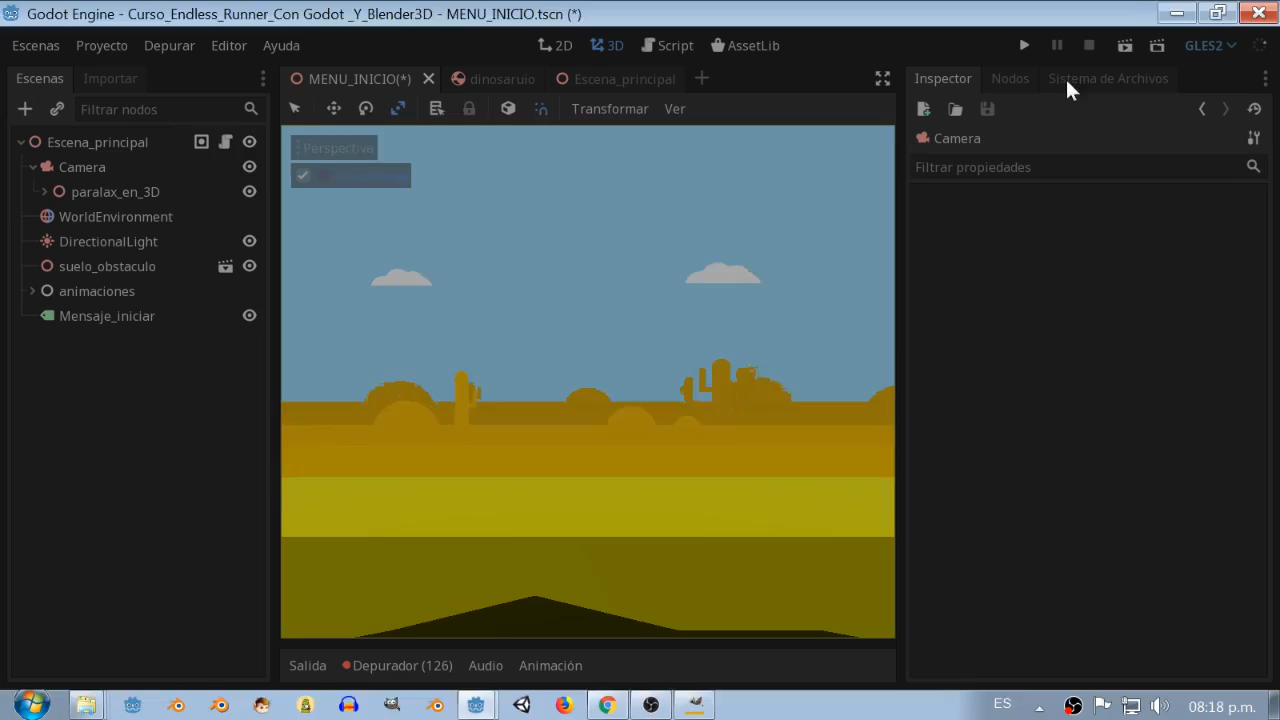 Godot Engine - Curso_Endless_Runner_Con Godot _Y_Blender3D - MENU_INICIO.tscn (*)
Escenas Proyecto Depurar Editor Ayuda 2D 3D Script AssetLib GLES2
Escenas Importar MENU_INICIO(*) dinosaruio Escena_principal Inspector Nodos Sistema de Archivos
Filtrar nodos Transformar Ver
Escena_principal Perspectiva Camera
Camera Filtrar propiedades
paralax_en_3D
WorldEnvironment
DirectionalLight
suelo_obstaculo
animaciones
Mensaje_iniciar
Salida Depurador (126) Audio Animación
ES 08:18 p.m.